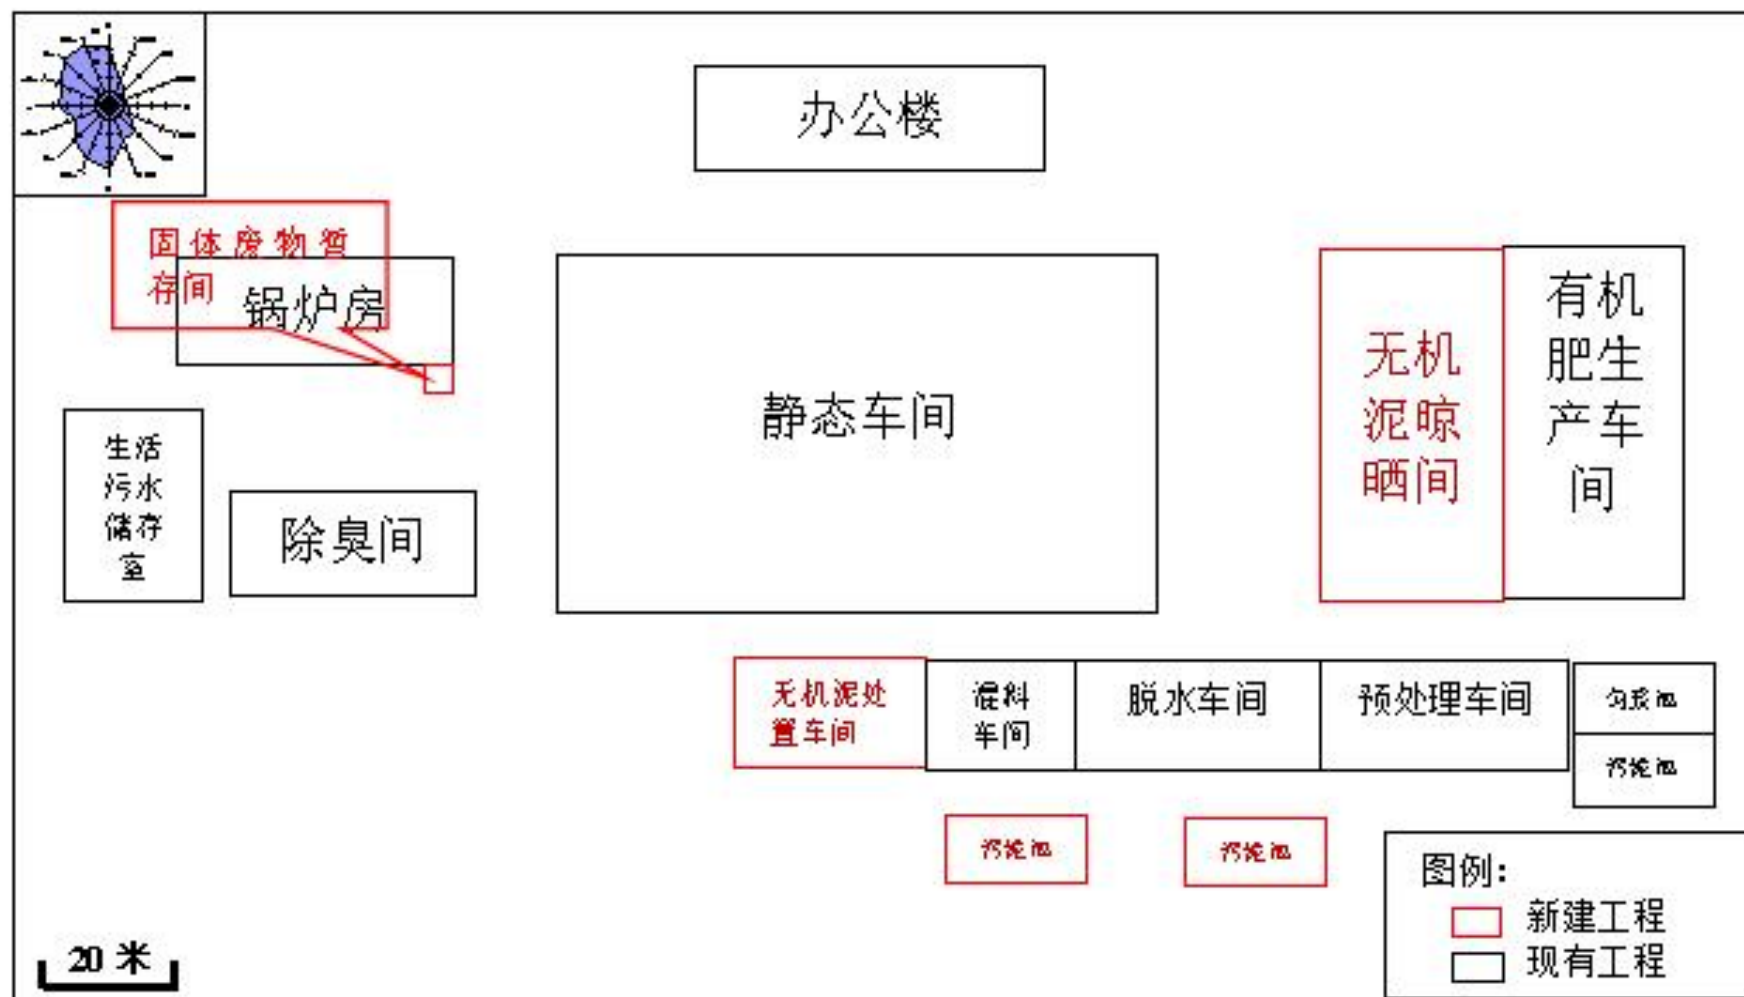 办公楼
固体废物暂
存间
锅炉房
静态车间
无机
泥晾
晒间
有机
肥生
产车
间
生活
污水
储存
室
除臭间
无机泥处
置车间
混料
车间
脱水车间
预处理车间
匀浆池
污泥池
污泥池
污泥池
图例:
新建工程
现有工程
20 米